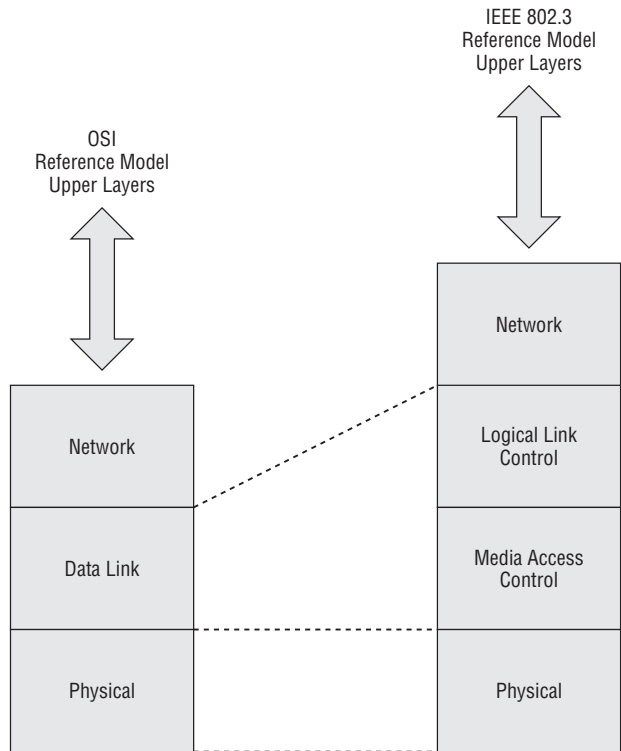 OSI
Reference Model
Upper Layers
Network
Data Link
Physical
IEEE 802.3
Reference Model
Upper Layers
Network
Logical Link
Control
Media Access
Control
Physical